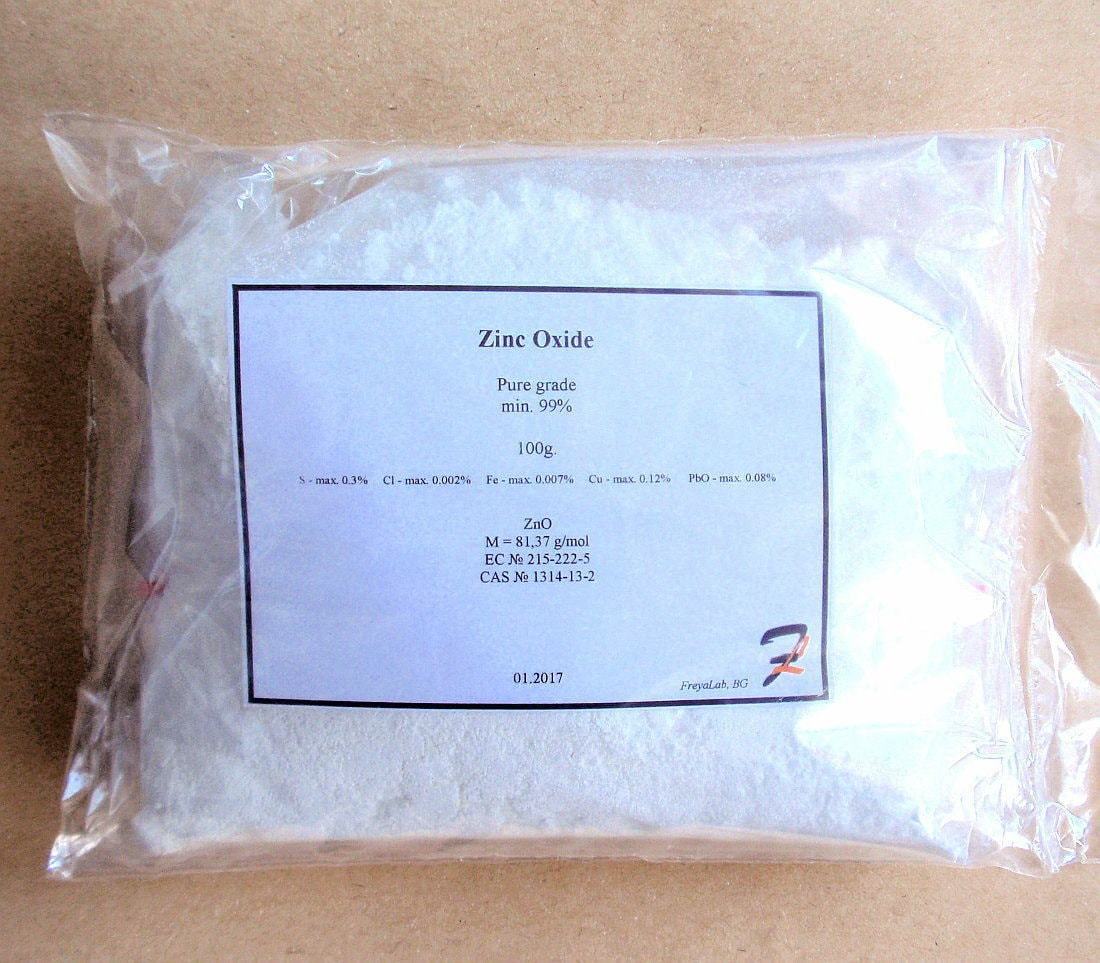 Zinc Oxide
Pure grade
min. 99%
100g.
S - max. 0.3% Cl - max. 0.002% Fe - max. 0.007% Cu - max. 0.12% PbO - max. 0.08%
ZnO
M = 81,37 g/mol
EC № 215-222-5
CAS № 1314-13-2
01.2017
FreyaLab, BG